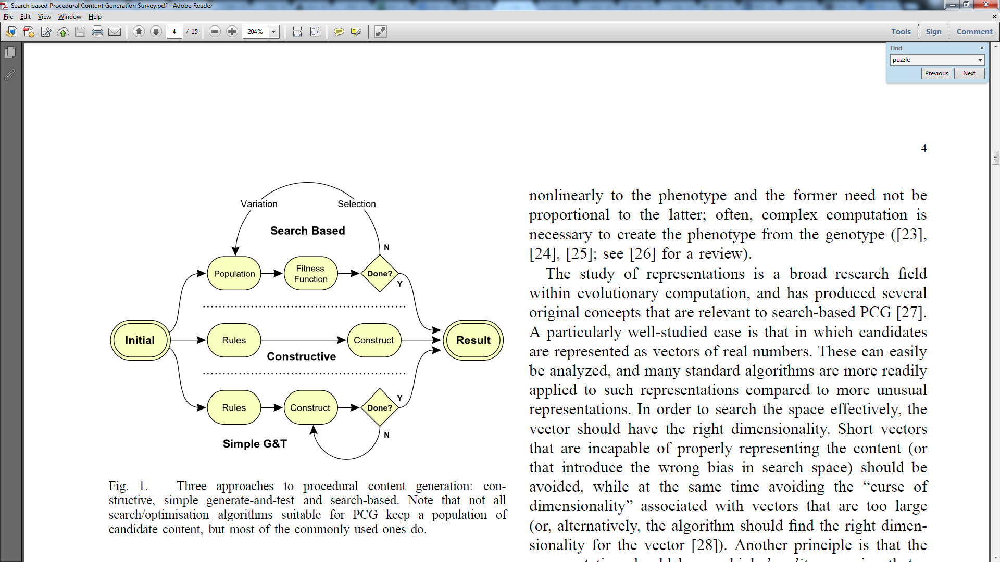 Search based Procedural Content Generation Survey.pdf - Adobe Reader
File Edit View Window Help
4 / 15
204%
Tools Sign Comment
Find
puzzle
Previous Next
4
Variation Selection
Search Based
N
Population
Fitness
Function
Done?
Y
Initial
Rules
Construct
Result
Constructive
Rules
Construct
Done?
Y
N
Simple G&T
Fig. 1. Three approaches to procedural content generation: con-
structive, simple generate-and-test and search-based. Note that not all
search/optimisation algorithms suitable for PCG keep a population of
candidate content, but most of the commonly used ones do.
nonlinearly to the phenotype and the former need not be
proportional to the latter; often, complex computation is
necessary to create the phenotype from the genotype ([23],
[24], [25]; see [26] for a review).
The study of representations is a broad research field
within evolutionary computation, and has produced several
original concepts that are relevant to search-based PCG [27].
A particularly well-studied case is that in which candidates
are represented as vectors of real numbers. These can easily
be analyzed, and many standard algorithms are more readily
applied to such representations compared to more unusual
representations. In order to search the space effectively, the
vector should have the right dimensionality. Short vectors
that are incapable of properly representing the content (or
that introduce the wrong bias in search space) should be
avoided, while at the same time avoiding the “curse of
dimensionality” associated with vectors that are too large
(or, alternatively, the algorithm should find the right dimen-
sionality for the vector [28]). Another principle is that the